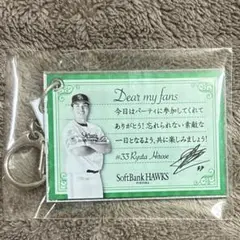 Dear my fans
今日はパーティに参加してくれて
ありがとう！忘れられない素敵な
一日となるよう、共に楽しみましょう！
#33 Ryuta Hirose
SoftBank HAWKS